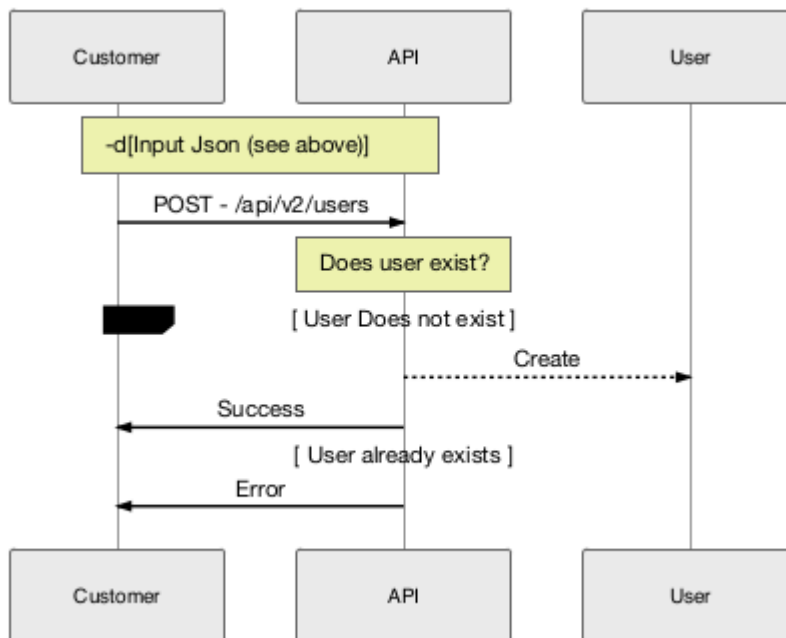 Customer API User
-d[Input Json (see above)]
POST - /api/v2/users
Does user exist?
[ User Does not exist ]
Create
Success
[ User already exists ]
Error
Customer API User